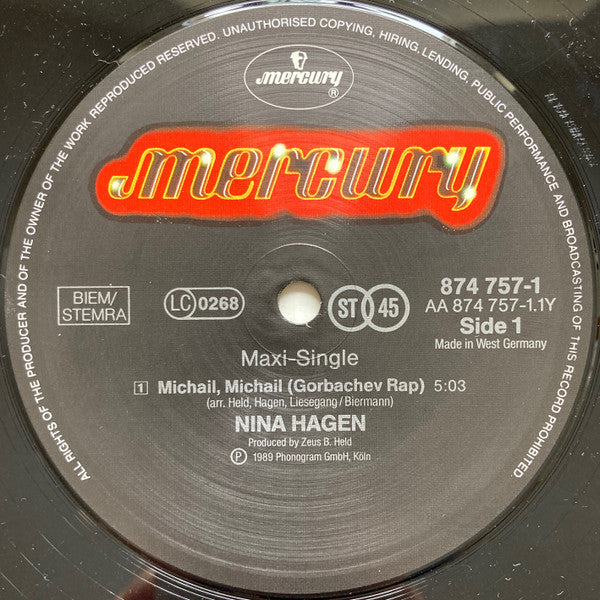 ALL RIGHTS OF THE PRODUCER AND OF THE OWNER OF THE WORK REPRODUCED RESERVED. UNAUTHORISED COPYING, HIRING, LENDING, PUBLIC PERFORMANCE AND BROADCASTING OF THIS RECORD PROHIBITED
mercury
®
mercury
BIEM/
STEMRA
LC 0268
ST 45
874 757-1
AA 874 757-1.1Y
Side 1
Made in West Germany
Maxi-Single
1 Michail, Michail (Gorbachev Rap) 5:03
(arr. Held, Hagen, Liesegang/Biermann)
NINA HAGEN
Produced by Zeus B. Held
Ⓟ 1989 Phonogram GmbH, Köln